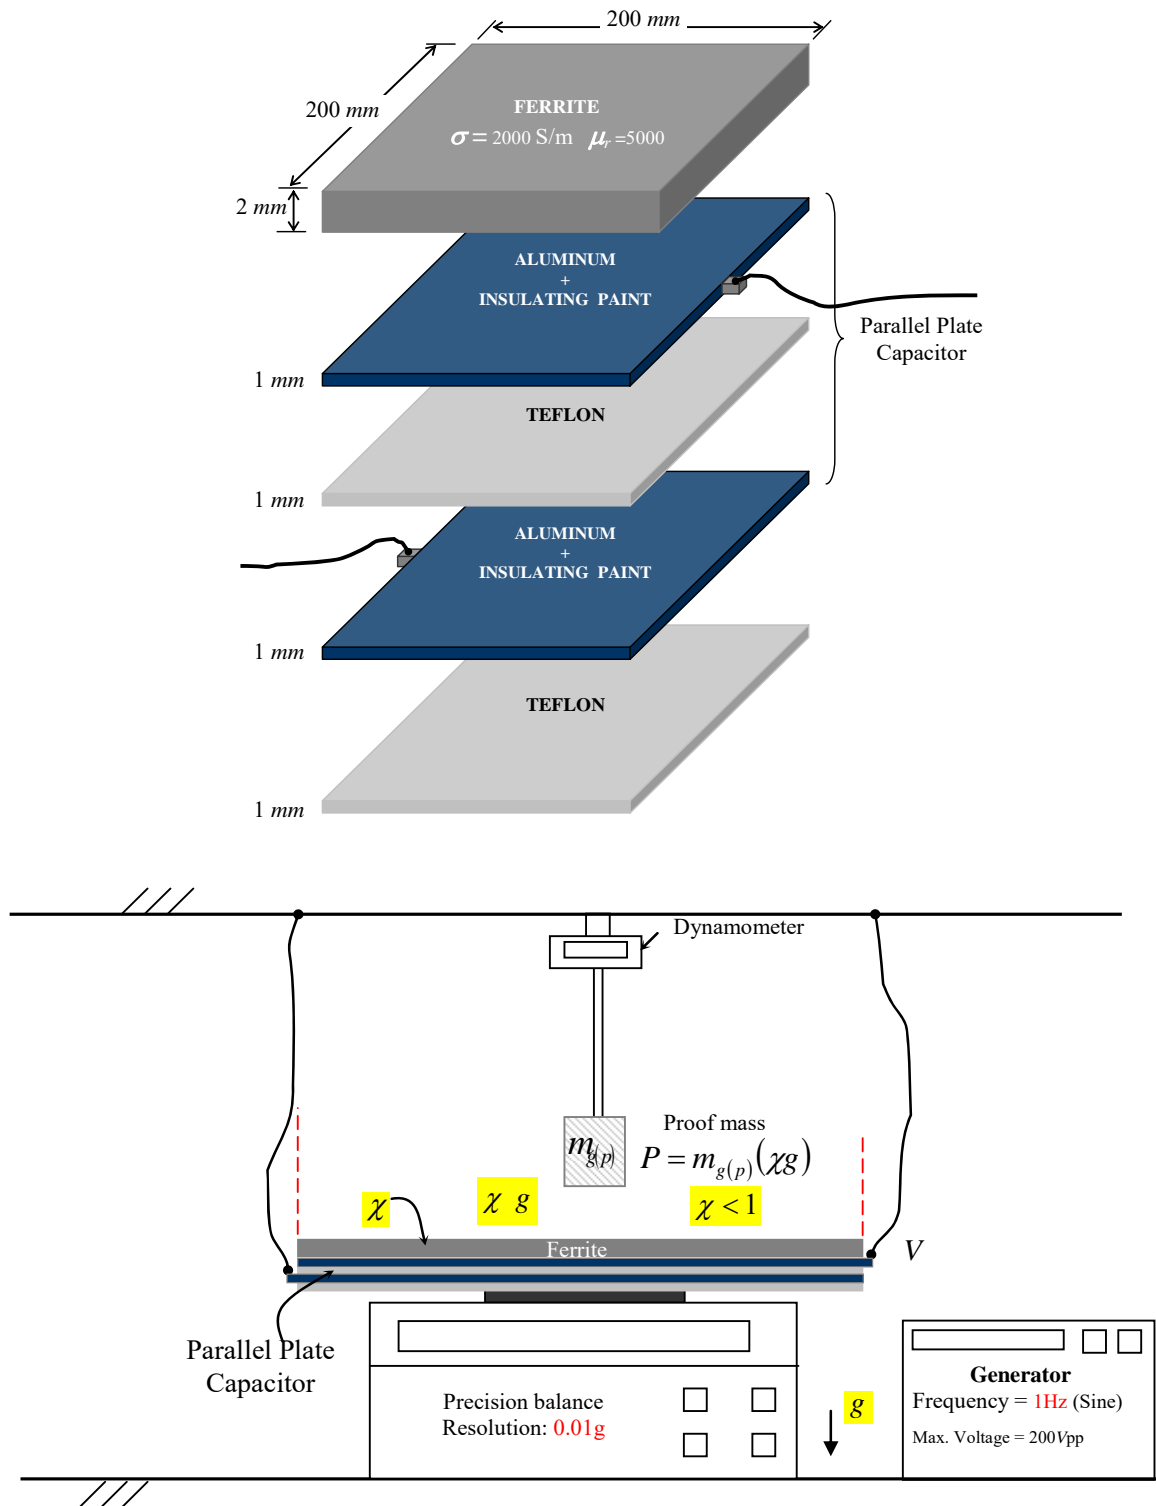 200 mm
200 mm
FERRITE
σ = 2000 S/m μr =5000
2 mm
ALUMINUM
+
INSULATING PAINT
Parallel Plate
Capacitor
1 mm
TEFLON
1 mm
ALUMINUM
+
INSULATING PAINT
1 mm
TEFLON
1 mm
Dynamometer
Proof mass
mg(p)
P = mg(p)(χg)
χ
χ g
χ < 1
Ferrite
V
Parallel Plate
Capacitor
Precision balance
Resolution: 0.01g
g
Generator
Frequency = 1Hz (Sine)
Max. Voltage = 200Vpp